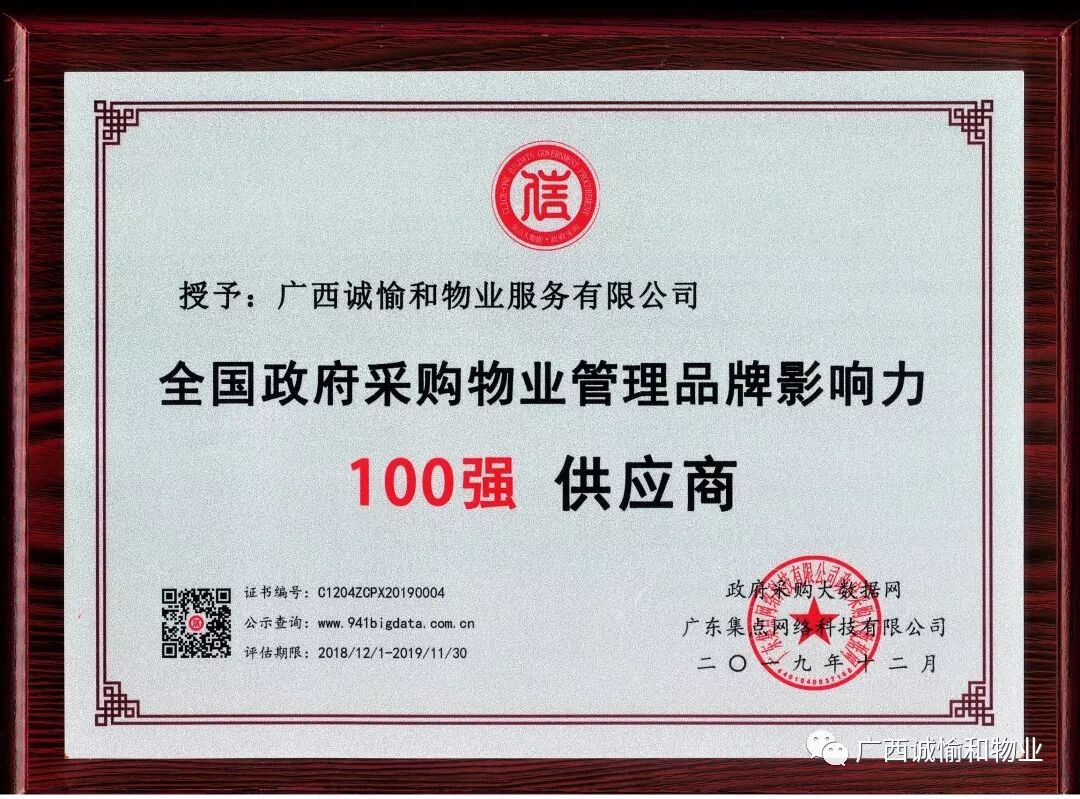 信
授予：广西诚愉和物业服务有限公司
全国政府采购物业管理品牌影响力
100强 供应商
证书编号：C1204ZCPX20190004
公示查询：www.941bigdata.com.cn
评估期限：2018/12/1-2019/11/30
政府采购大数据网
广东集点网络科技有限公司
二〇一九年十二月
广西诚愉和物业